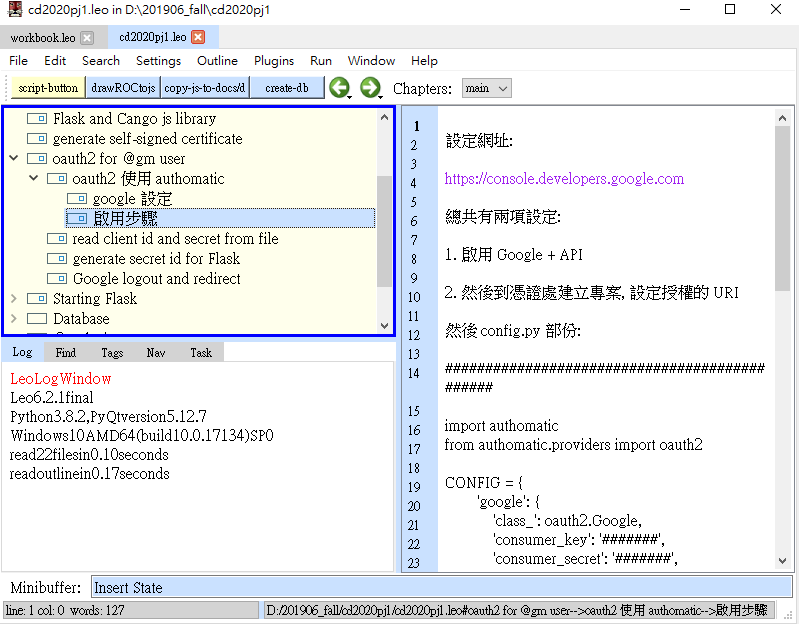 cd2020pj1.leo in D:\201906_fall\cd2020pj1
workbook.leo cd2020pj1.leo
File Edit Search Settings Outline Plugins Run Window Help
script-button drawROCtojs copy-js-to-docs/d create-db Chapters: main
Flask and Cango js library
generate self-signed certificate
oauth2 for @gm user
oauth2 使用 authomatic
google 設定
啟用步驟
read client id and secret from file
generate secret id for Flask
Google logout and redirect
Starting Flask
Database
Log Find Tags Nav Task
LeoLogWindow
Leo6.2.1final
Python3.8.2,PyQtversion5.12.7
Windows10AMD64(build10.0.17134)SP0
read22filesin0.10seconds
readoutlinein0.17seconds
1
2 設定網址:
3
4 https://console.developers.google.com
5
6 總共有兩項設定:
7
8 1. 啟用 Google + API
9
10 2. 然後到憑證處建立專案, 設定授權的 URI
11
12 然後 config.py 部份:
13
14 ########################################
######
15
16 import authomatic
17 from authomatic.providers import oauth2
18
19 CONFIG = {
20 'google': {
21 'class_': oauth2.Google,
22 'consumer_key': '#######',
23 'consumer_secret': '#######',
Minibuffer: Insert State
line: 1 col: 0 words: 127 D:/201906_fall/cd2020pj1/cd2020pj1.leo#oauth2 for @gm user-->oauth2 使用 authomatic-->啟用步驟